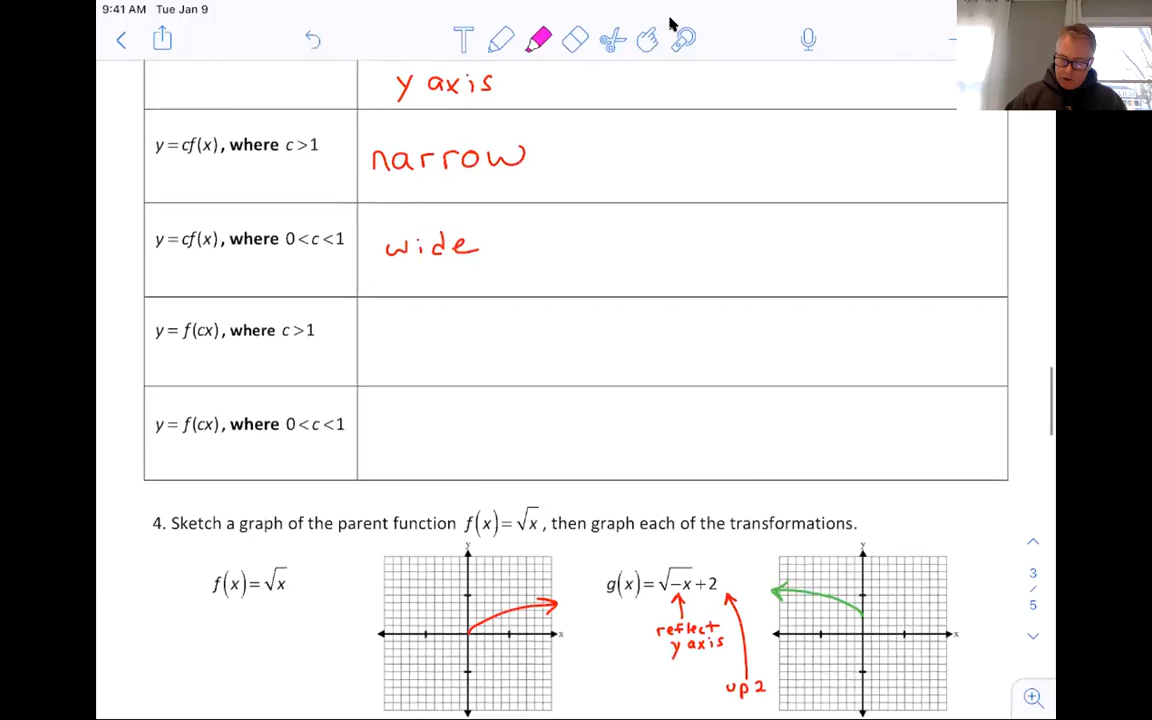 9:41 AM Tue Jan 9
y axis
y = cf(x), where c > 1
narrow
y = cf(x), where 0 < c < 1
wide
y = f(cx), where c > 1
y = f(cx), where 0 < c < 1
4. Sketch a graph of the parent function f(x) = √x, then graph each of the transformations.
f(x) = √x
y
x
g(x) = √-x + 2
reflect
y axis
up 2
y
x
3
/
5